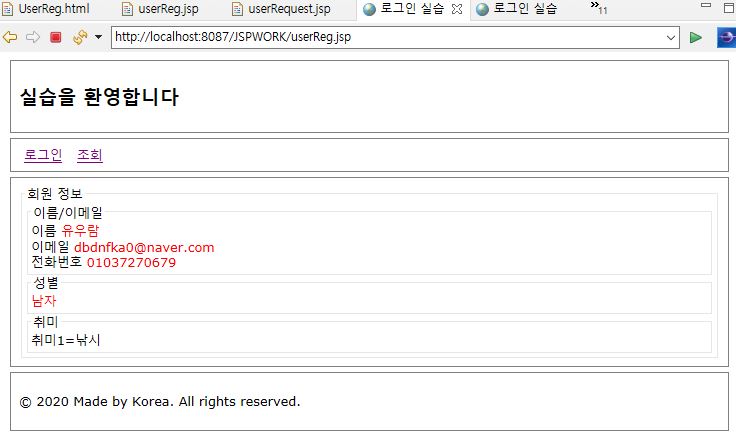 UserReg.html userReg.jsp userRequest.jsp 로그인 실습 로그인 실습 »11
http://localhost:8087/JSPWORK/userReg.jsp
실습을 환영합니다
로그인 조회
회원 정보
이름/이메일
이름 유우람
이메일 dbdnfka0@naver.com
전화번호 01037270679
성별
남자
취미
취미1=낚시
© 2020 Made by Korea. All rights reserved.